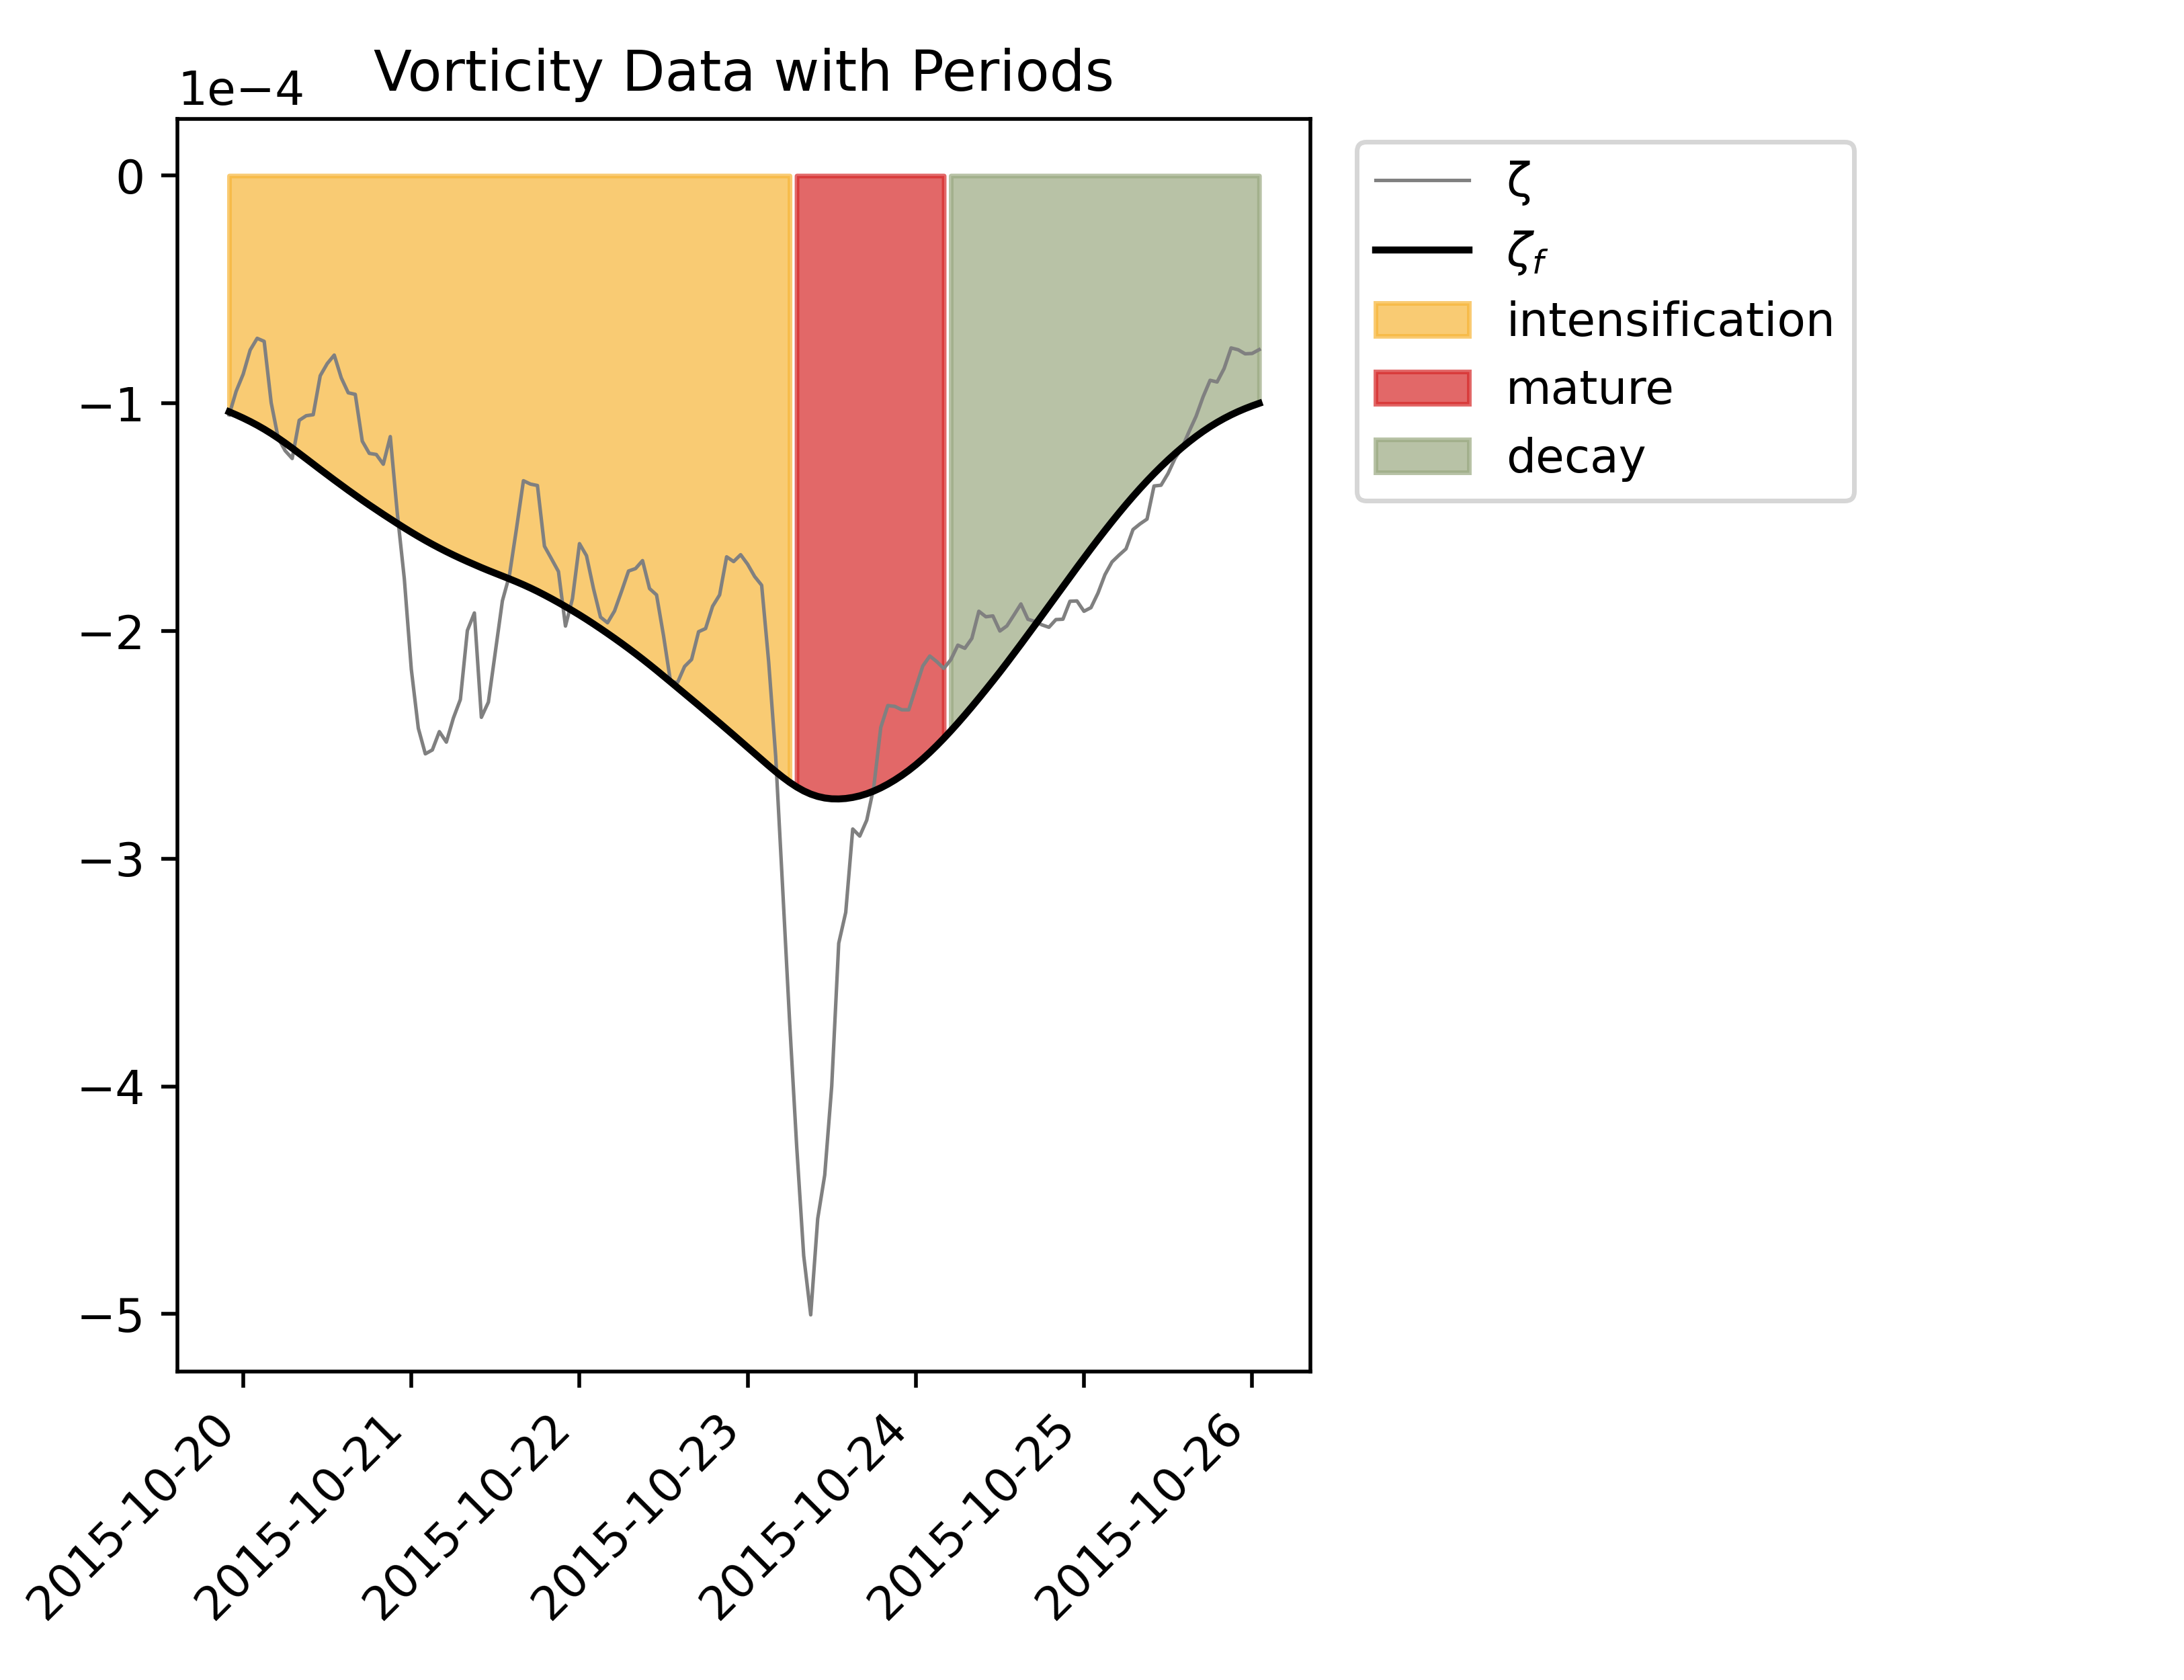 Vorticity Data with Periods
1e−4
0
−1
−2
−3
−4
−5
2015-10-20
2015-10-21
2015-10-22
2015-10-23
2015-10-24
2015-10-25
2015-10-26
ζ
ζf
intensification
mature
decay